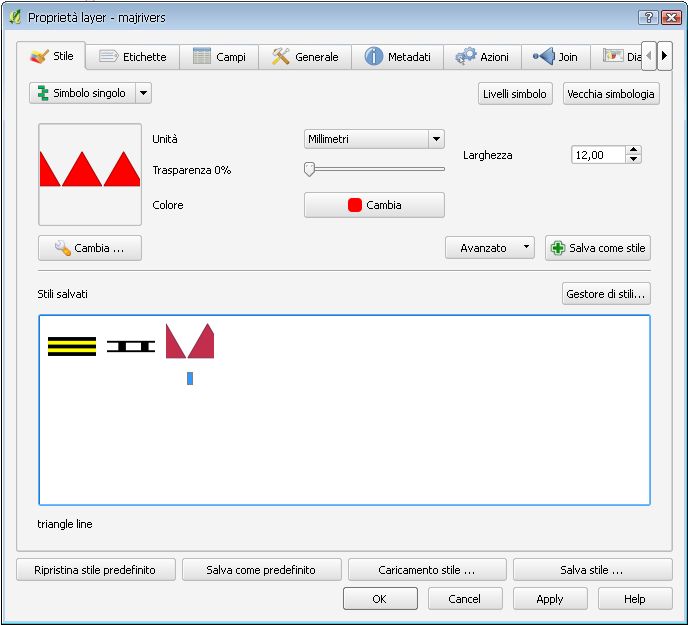 Proprietà layer - majrivers
Stile Etichette Campi Generale Metadati Azioni Join Dia
Simbolo singolo Livelli simbolo Vecchia simbologia
Unità Millimetri Larghezza 12,00
Trasparenza 0%
Colore Cambia
Cambia ... Avanzato Salva come stile
Stili salvati Gestore di stili...
triangle line
Ripristina stile predefinito Salva come predefinito Caricamento stile ... Salva stile ...
OK Cancel Apply Help